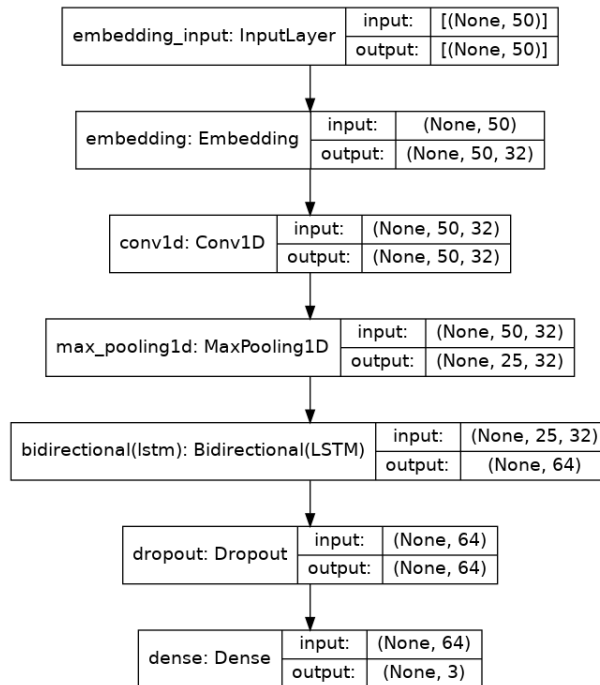 embedding_input: InputLayer input: [(None, 50)]
output: [(None, 50)]
embedding: Embedding input: (None, 50)
output: (None, 50, 32)
conv1d: Conv1D input: (None, 50, 32)
output: (None, 50, 32)
max_pooling1d: MaxPooling1D input: (None, 50, 32)
output: (None, 25, 32)
bidirectional(lstm): Bidirectional(LSTM) input: (None, 25, 32)
output: (None, 64)
dropout: Dropout input: (None, 64)
output: (None, 64)
dense: Dense input: (None, 64)
output: (None, 3)